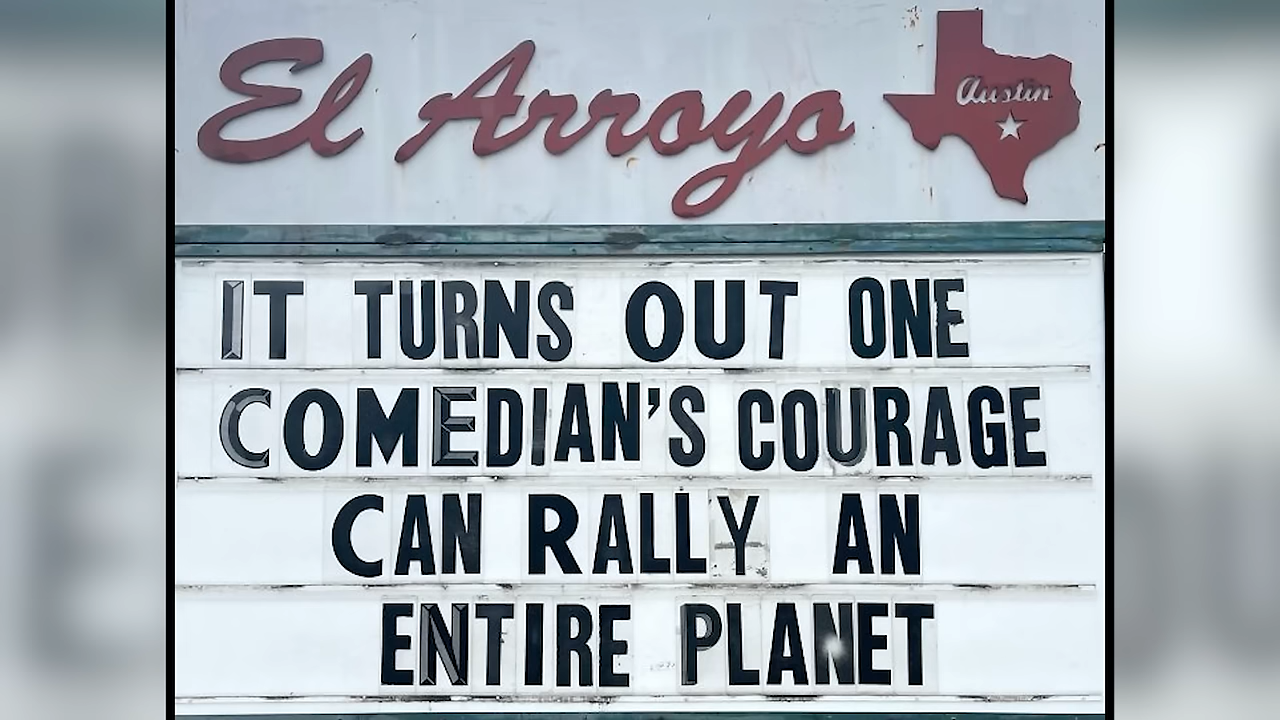 El Arroyo
Austin
IT TURNS OUT ONE
COMEDIAN'S COURAGE
CAN RALLY AN
ENTIRE PLANET